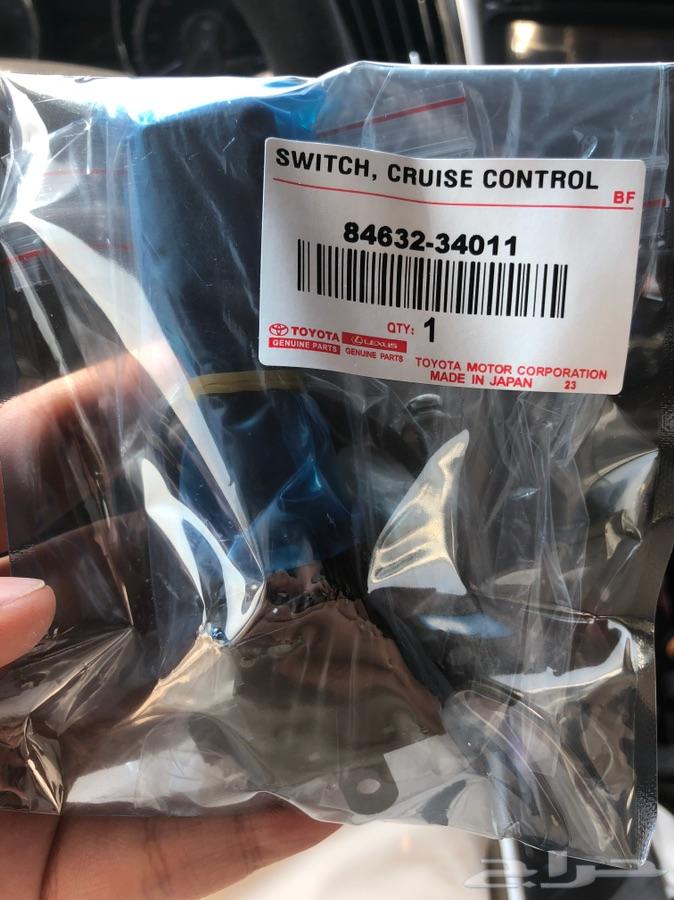 SWITCH, CRUISE CONTROL
BF
84632-34011
QTY: 1
TOYOTA
GENUINE PARTS
LEXUS
GENUINE PARTS
TOYOTA MOTOR CORPORATION
MADE IN JAPAN 23
حراج